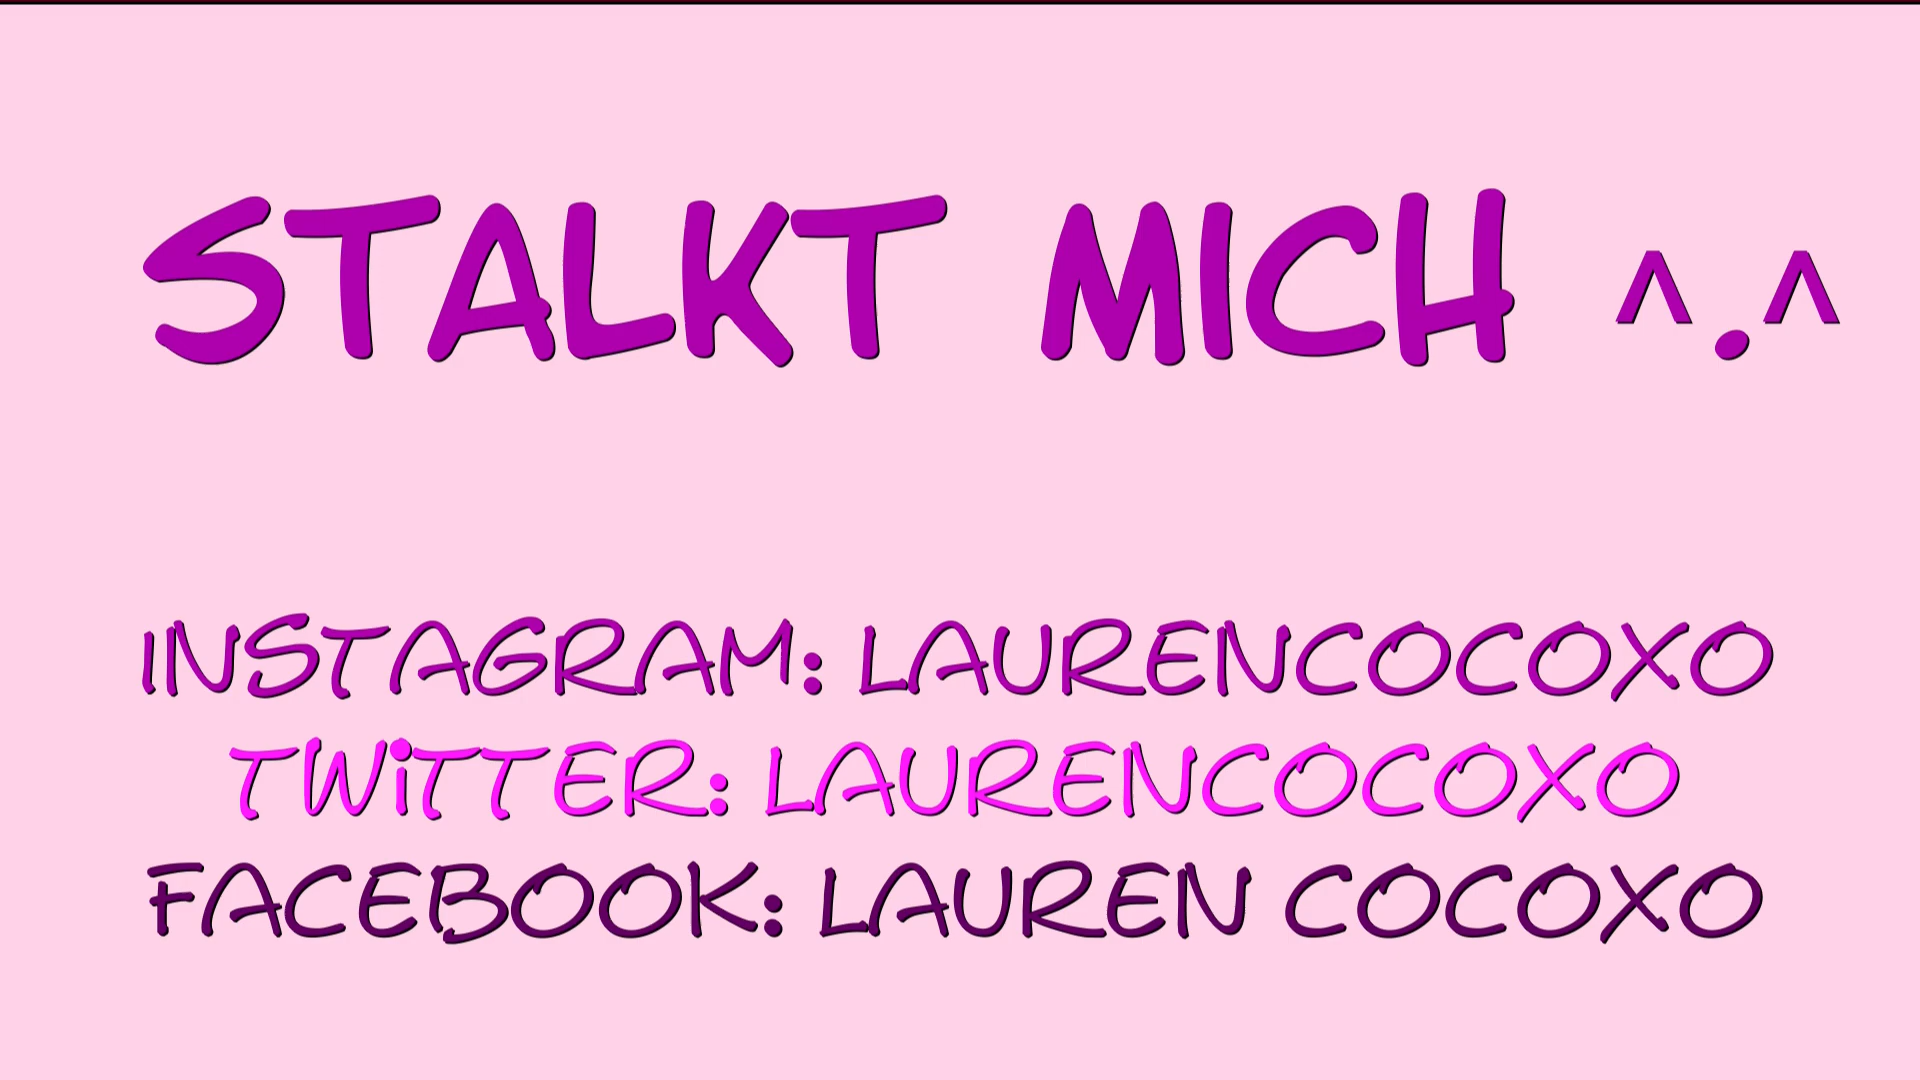 STALKT MICH ^.^
INSTAGRAM: LAURENCOCOXO
TWiTTER: LAURENCOCOXO
FACEBOOK: LAUREN COCOXO